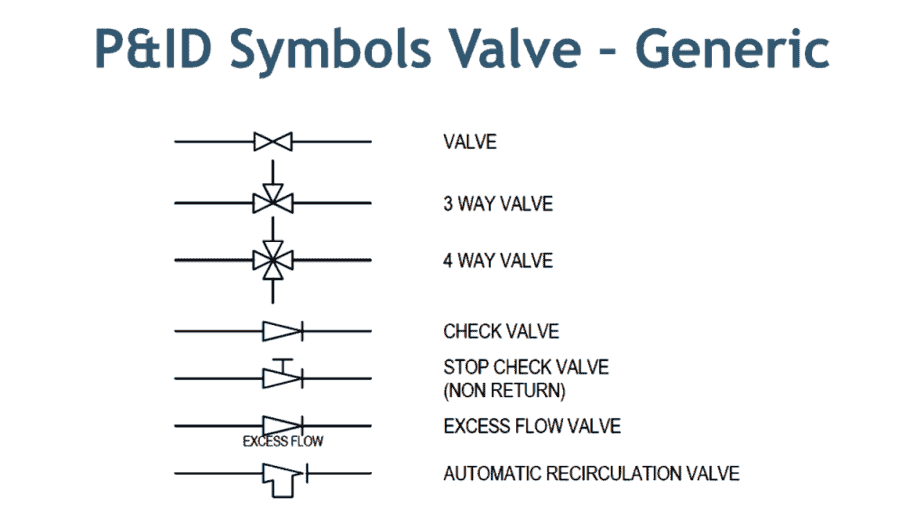 P&ID Symbols Valve – Generic
VALVE
3 WAY VALVE
4 WAY VALVE
CHECK VALVE
STOP CHECK VALVE
(NON RETURN)
EXCESS FLOW VALVE
EXCESS FLOW
AUTOMATIC RECIRCULATION VALVE